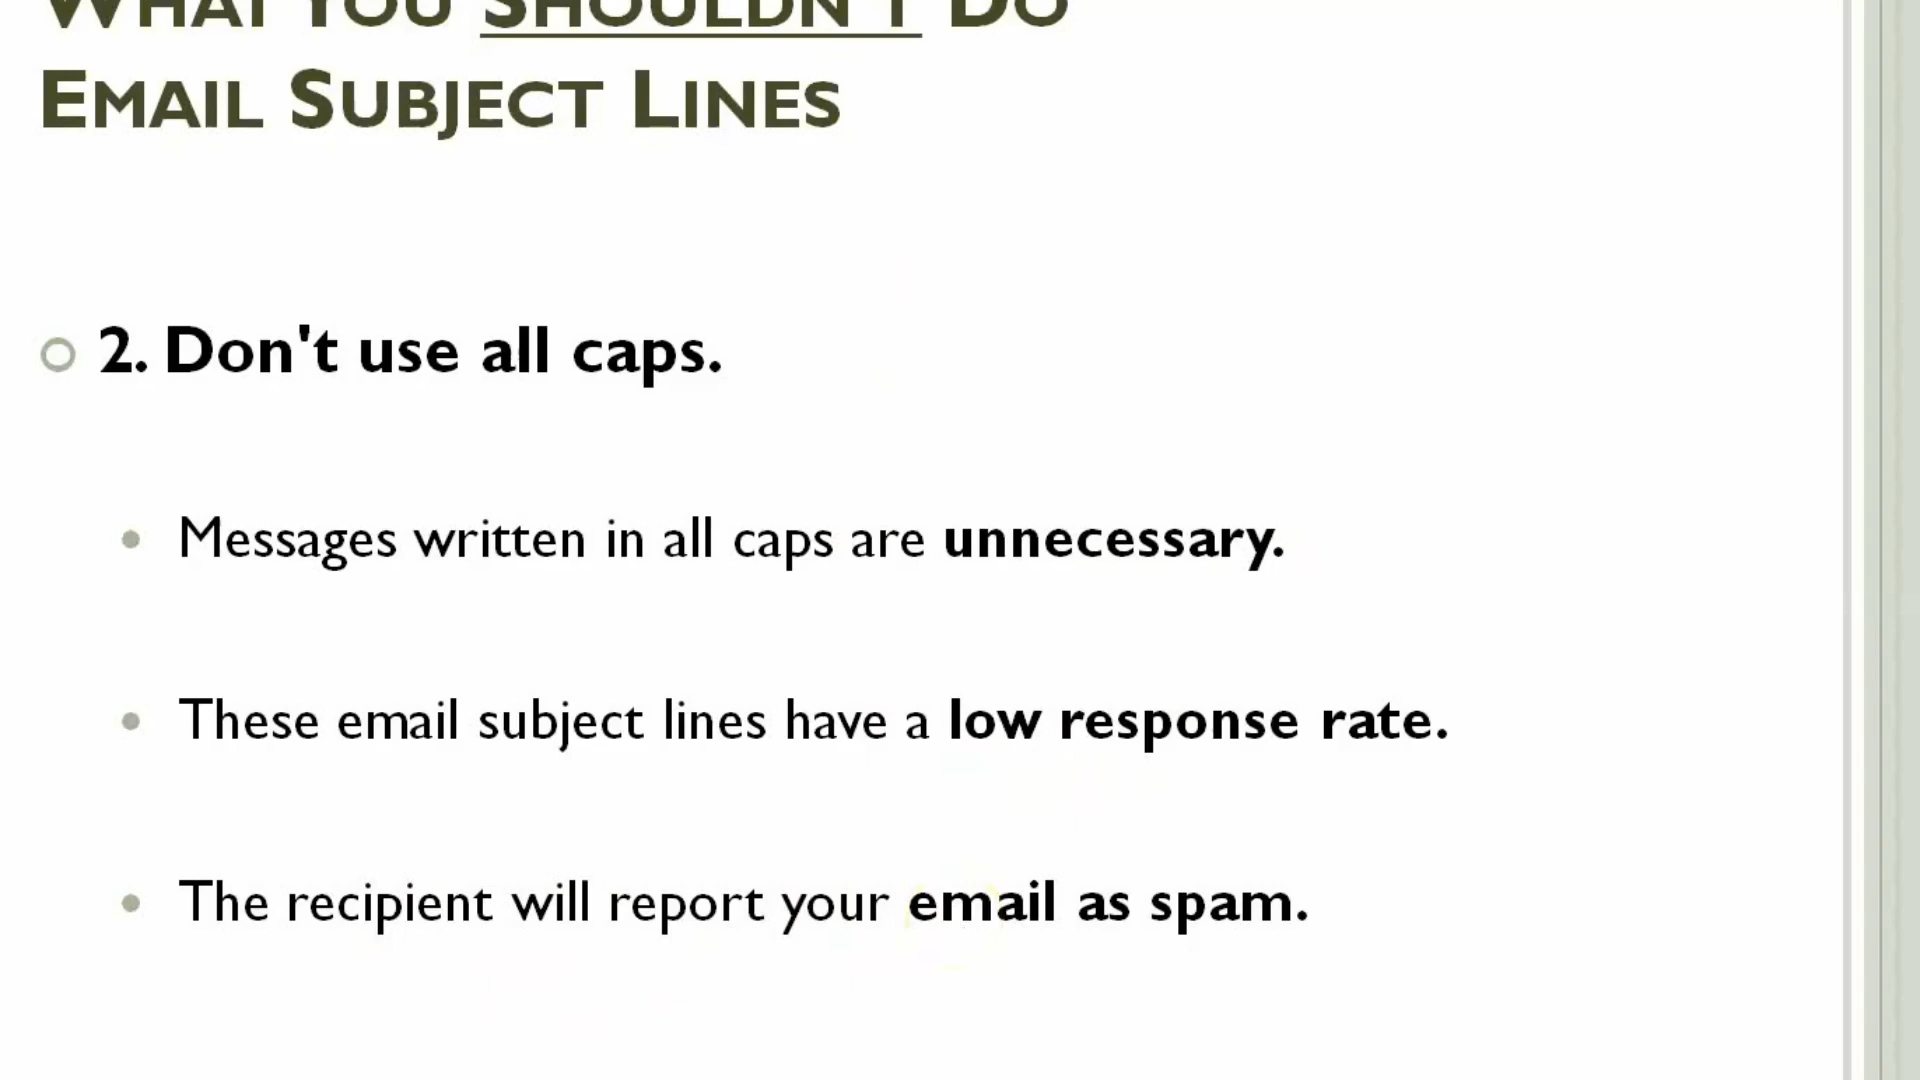 WHAT YOU SHOULDN'T DO
EMAIL SUBJECT LINES
2. Don't use all caps.
Messages written in all caps are unnecessary.
These email subject lines have a low response rate.
The recipient will report your email as spam.